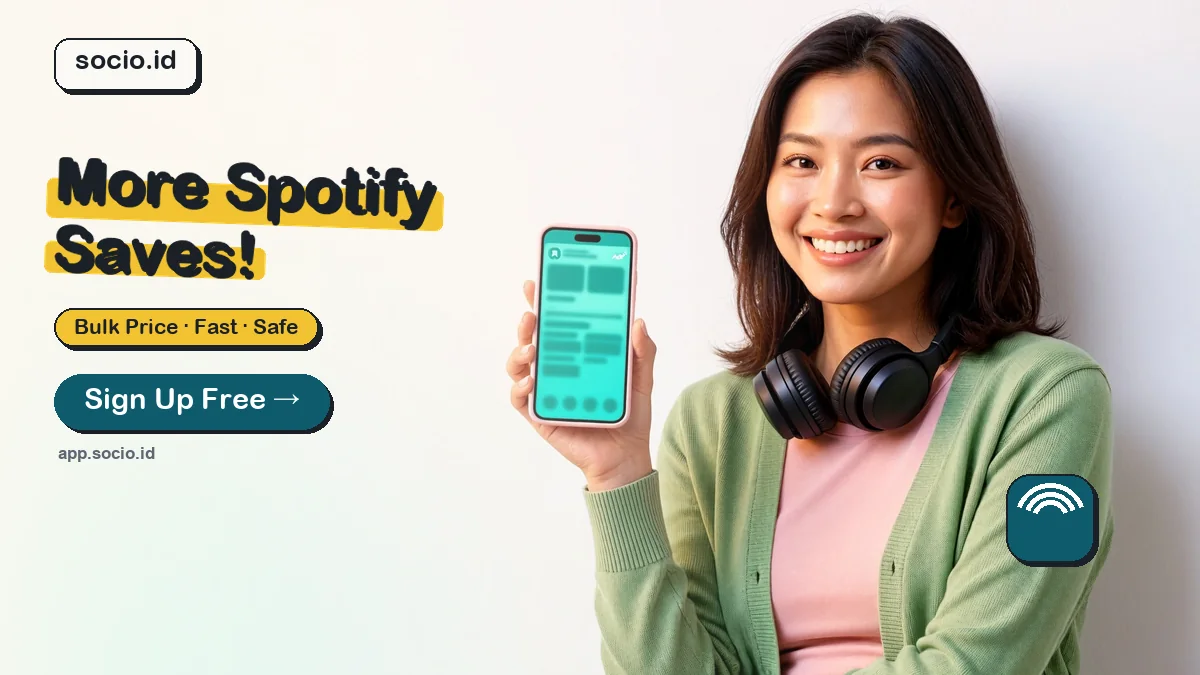 socio.id
More Spotify
Saves!
Bulk Price · Fast · Safe
Sign Up Free →
app.socio.id